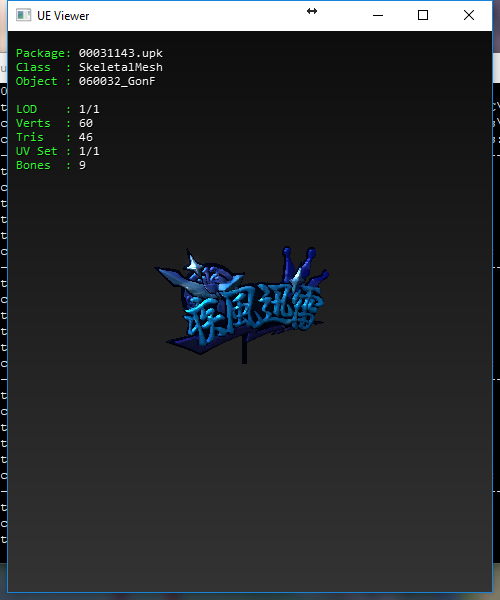 UE Viewer
Package: 00031143.upk
Class : SkeletalMesh
Object : 060032_GonF
LOD : 1/1
Verts : 60
Tris : 46
UV Set : 1/1
Bones : 9
疾風迅雷